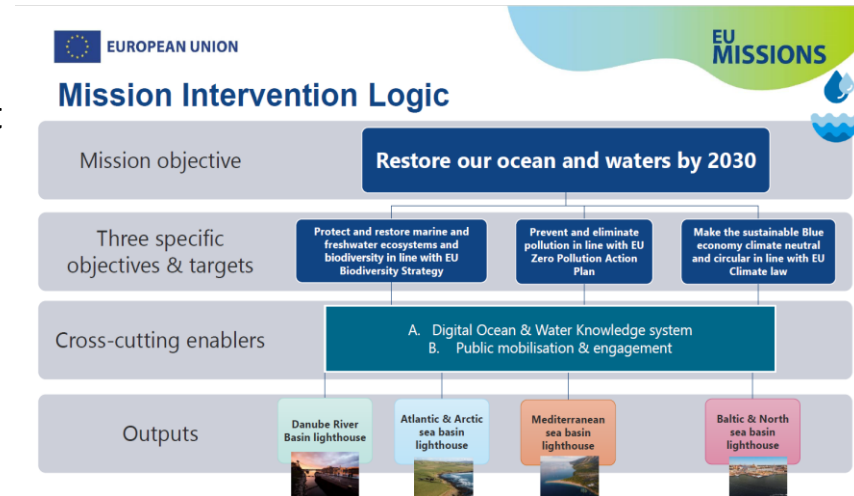 EUROPEAN UNION
EU
MISSIONS
Mission Intervention Logic
Mission objective
Restore our ocean and waters by 2030
Three specific
objectives & targets
Protect and restore marine and
freshwater ecosystems and
biodiversity in line with EU
Biodiversity Strategy
Prevent and eliminate
pollution in line with EU
Zero Pollution Action
Plan
Make the sustainable Blue
economy climate neutral
and circular in line with EU
Climate law
Cross-cutting enablers
A. Digital Ocean & Water Knowledge system
B. Public mobilisation & engagement
Outputs
Danube River
Basin lighthouse
Atlantic & Arctic
sea basin
lighthouse
Mediterranean
sea basin
lighthouse
Baltic & North
sea basin
lighthouse